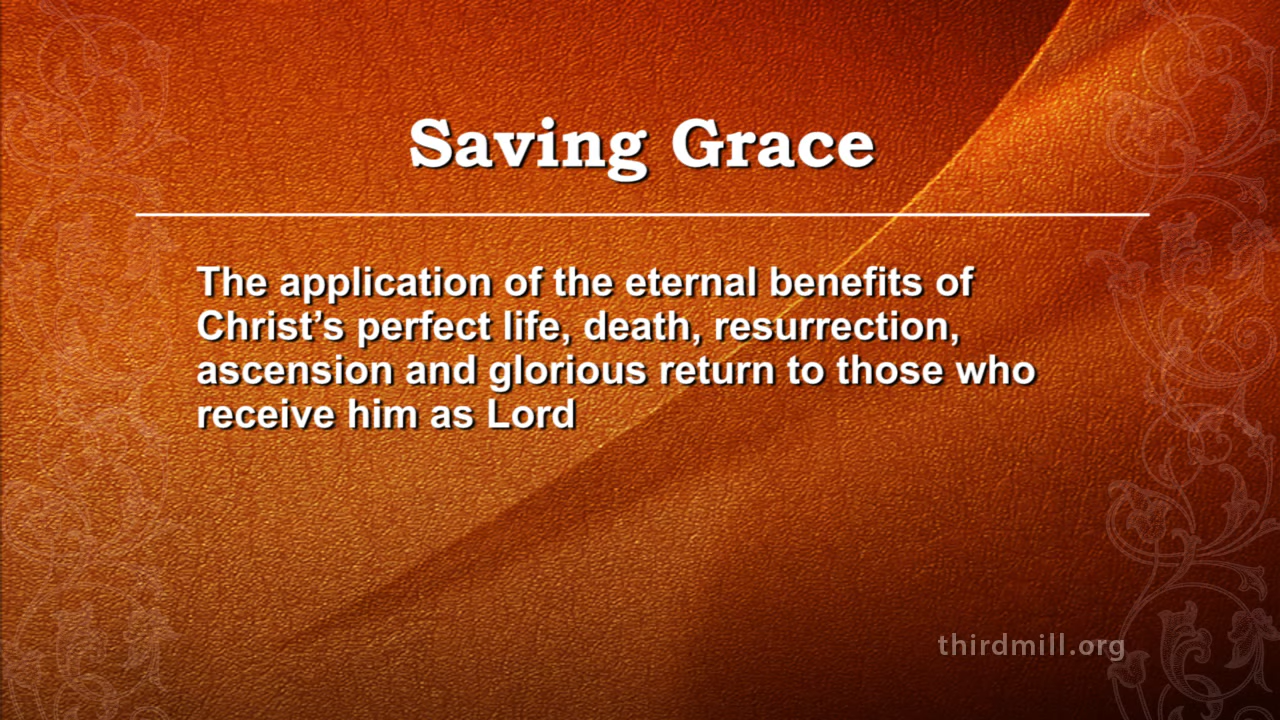 Saving Grace
The application of the eternal benefits of
Christ’s perfect life, death, resurrection,
ascension and glorious return to those who
receive him as Lord
thirdmill.org